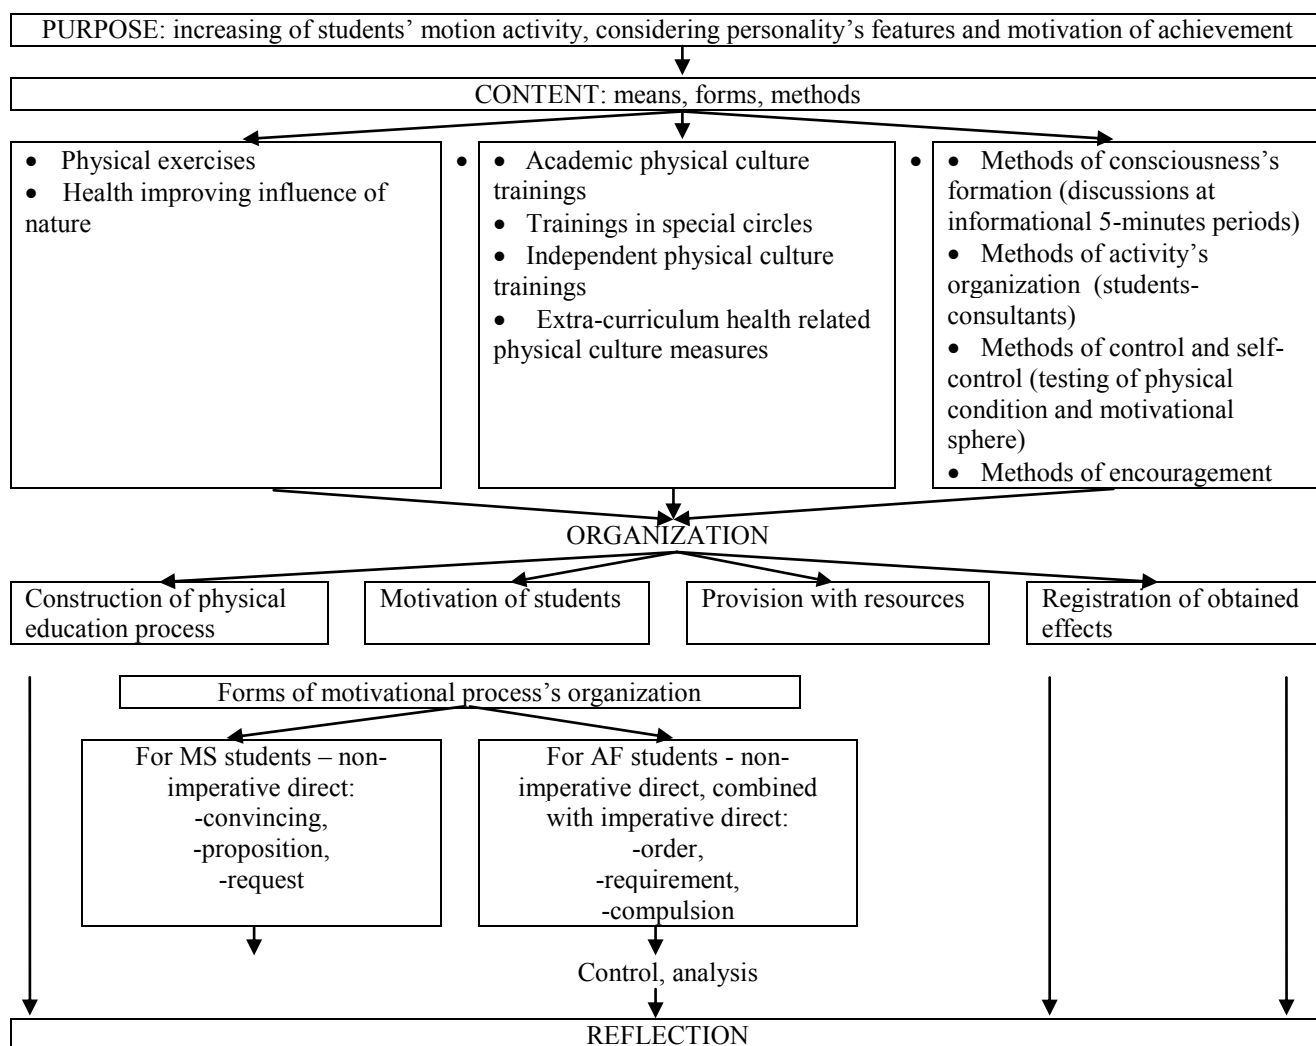 PURPOSE: increasing of students’ motion activity, considering personality’s features and motivation of achievement
CONTENT: means, forms, methods
• Physical exercises
• Health improving influence of
nature
•
• Academic physical culture
trainings
• Trainings in special circles
• Independent physical culture
trainings
• Extra-curriculum health related
physical culture measures
•
• Methods of consciousness’s
formation (discussions at
informational 5-minutes periods)
• Methods of activity’s
organization (students-
consultants)
• Methods of control and self-
control (testing of physical
condition and motivational
sphere)
• Methods of encouragement
ORGANIZATION
Construction of physical
education process
Motivation of students
Provision with resources
Registration of obtained
effects
Forms of motivational process’s organization
For MS students – non-
imperative direct:
-convincing,
-proposition,
-request
For AF students - non-
imperative direct, combined
with imperative direct:
-order,
-requirement,
-compulsion
Control, analysis
REFLECTION